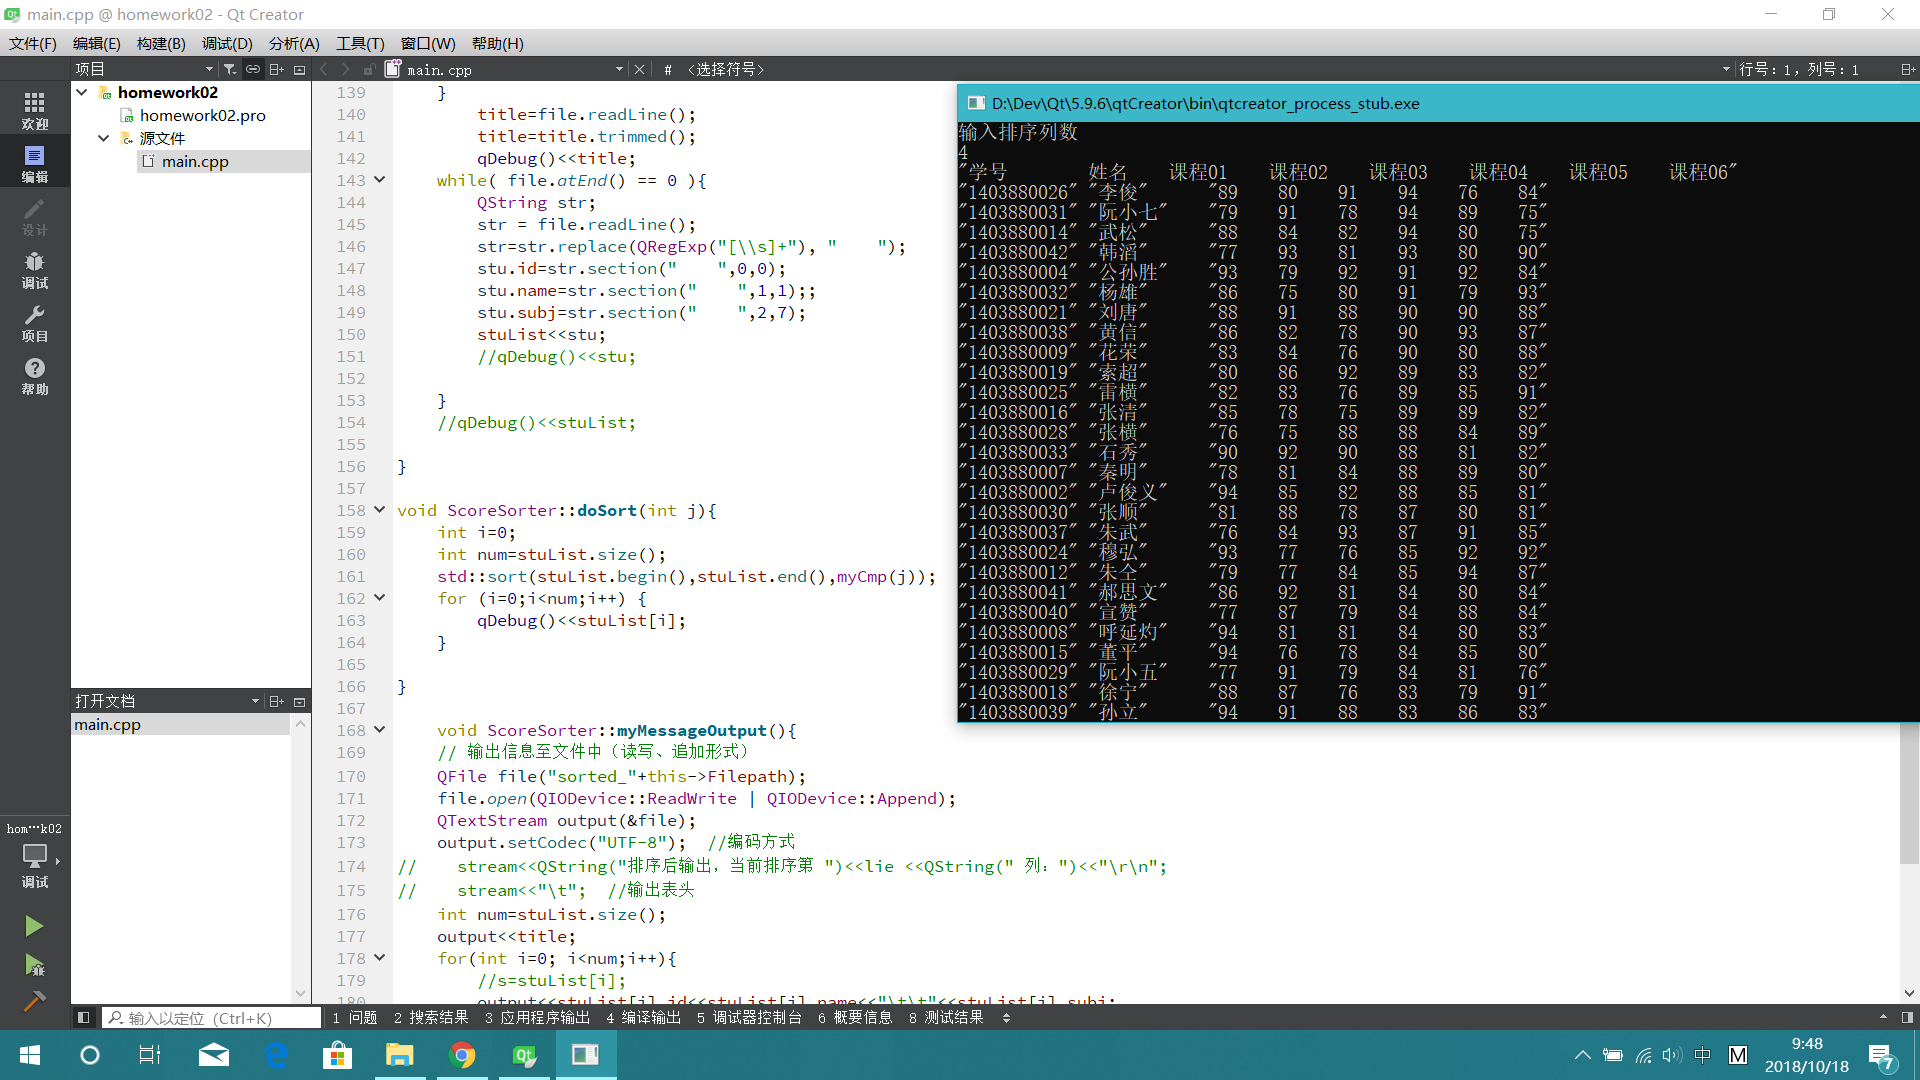 main.cpp @ homework02 - Qt Creator
文件(F) 编辑(E) 构建(B) 调试(D) 分析(A) 工具(T) 窗口(W) 帮助(H)
项目
main.cpp
# <选择符号>
行号: 1, 列号: 1
欢迎
编辑
设计
调试
项目
帮助
homework02
homework02.pro
源文件
main.cpp
打开文档
main.cpp
hom…k02
调试
139 }
140 title=file.readLine();
141 title=title.trimmed();
142 qDebug()<<title;
143 while( file.atEnd() == 0 ){
144 QString str;
145 str = file.readLine();
146 str=str.replace(QRegExp("[\\s]+"), "    ");
147 stu.id=str.section("    ",0,0);
148 stu.name=str.section("    ",1,1);;
149 stu.subj=str.section("    ",2,7);
150 stuList<<stu;
151 //qDebug()<<stu;
152
153 }
154 //qDebug()<<stuList;
155
156 }
157
158 void ScoreSorter::doSort(int j){
159 int i=0;
160 int num=stuList.size();
161 std::sort(stuList.begin(),stuList.end(),myCmp(j));
162 for (i=0;i<num;i++) {
163 qDebug()<<stuList[i];
164 }
165
166 }
167
168 void ScoreSorter::myMessageOutput(){
169 // 输出信息至文件中（读写、追加形式）
170 QFile file("sorted_"+this->Filepath);
171 file.open(QIODevice::ReadWrite | QIODevice::Append);
172 QTextStream output(&file);
173 output.setCodec("UTF-8");  //编码方式
174 //    stream<<QString("排序后输出，当前排序第 ")<<lie <<QString(" 列：")<<"\r\n";
175 //    stream<<"\t";  //输出表头
176 int num=stuList.size();
177 output<<title;
178 for(int i=0; i<num;i++){
179 //s=stuList[i];
180 output<<stuList[i].id<<stuList[i].name<<"\t\t"<<stuList[i].subj;
D:\Dev\Qt\5.9.6\qtCreator\bin\qtcreator_process_stub.exe
输入排序列数
4
"学号 姓名 课程01 课程02 课程03 课程04 课程05 课程06"
"1403880026" "李俊" "89 80 91 94 76 84"
"1403880031" "阮小七" "79 91 78 94 89 75"
"1403880014" "武松" "88 84 82 94 80 75"
"1403880042" "韩滔" "77 93 81 93 80 90"
"1403880004" "公孙胜" "93 79 92 91 92 84"
"1403880032" "杨雄" "86 75 80 91 79 93"
"1403880021" "刘唐" "88 91 88 90 90 88"
"1403880038" "黄信" "86 82 78 90 93 87"
"1403880009" "花荣" "83 84 76 90 80 88"
"1403880019" "索超" "80 86 92 89 83 82"
"1403880025" "雷横" "82 83 76 89 85 91"
"1403880016" "张清" "85 78 75 89 89 82"
"1403880028" "张横" "76 75 88 88 84 89"
"1403880033" "石秀" "90 92 90 88 81 82"
"1403880007" "秦明" "78 81 84 88 89 80"
"1403880002" "卢俊义" "94 85 82 88 85 81"
"1403880030" "张顺" "81 88 78 87 80 81"
"1403880037" "朱武" "76 84 93 87 91 85"
"1403880024" "穆弘" "93 77 76 85 92 92"
"1403880012" "朱仝" "79 77 84 85 94 87"
"1403880041" "郝思文" "86 92 81 84 80 84"
"1403880040" "宣赞" "77 87 79 84 88 84"
"1403880008" "呼延灼" "94 81 81 84 80 83"
"1403880015" "董平" "94 76 78 84 85 80"
"1403880029" "阮小五" "77 91 79 84 81 76"
"1403880018" "徐宁" "88 87 76 83 79 91"
"1403880039" "孙立" "94 91 88 83 86 83"
输入以定位 (Ctrl+K)
1 问题 2 搜索结果 3 应用程序输出 4 编译输出 5 调试器控制台 6 概要信息 8 测试结果
中 M
9:48
2018/10/18
7